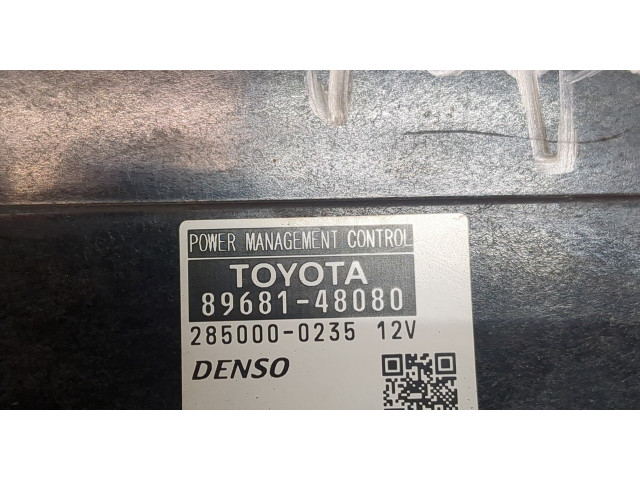 POWER MANAGEMENT CONTROL
TOYOTA
89681-48080
285000-0235 12V
DENSO